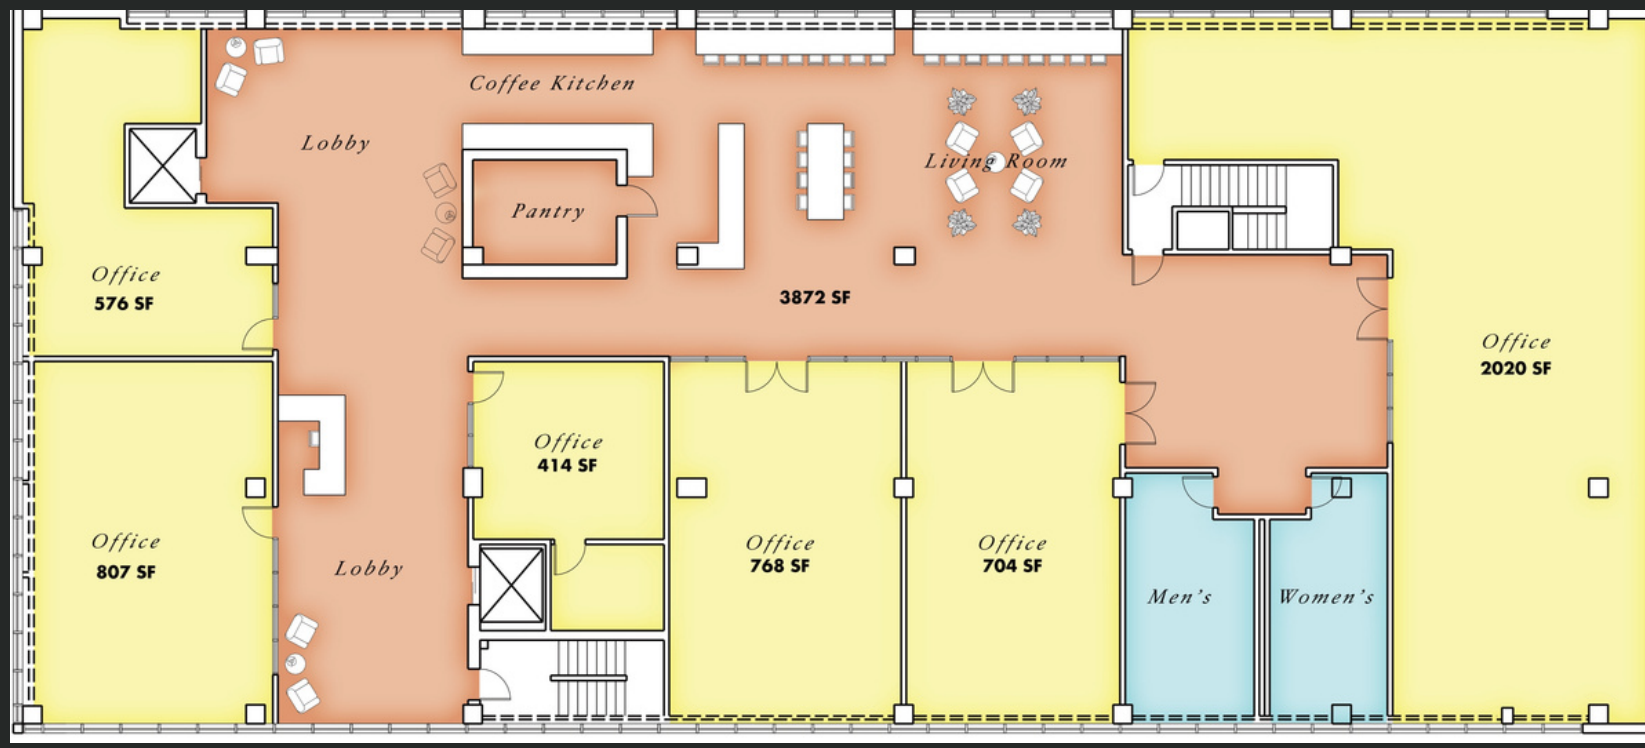 Coffee Kitchen
Lobby
Living Room
Pantry
Office
576 SF
3872 SF
Office
2020 SF
Office
414 SF
Office
807 SF
Lobby
Office
768 SF
Office
704 SF
Men's
Women's